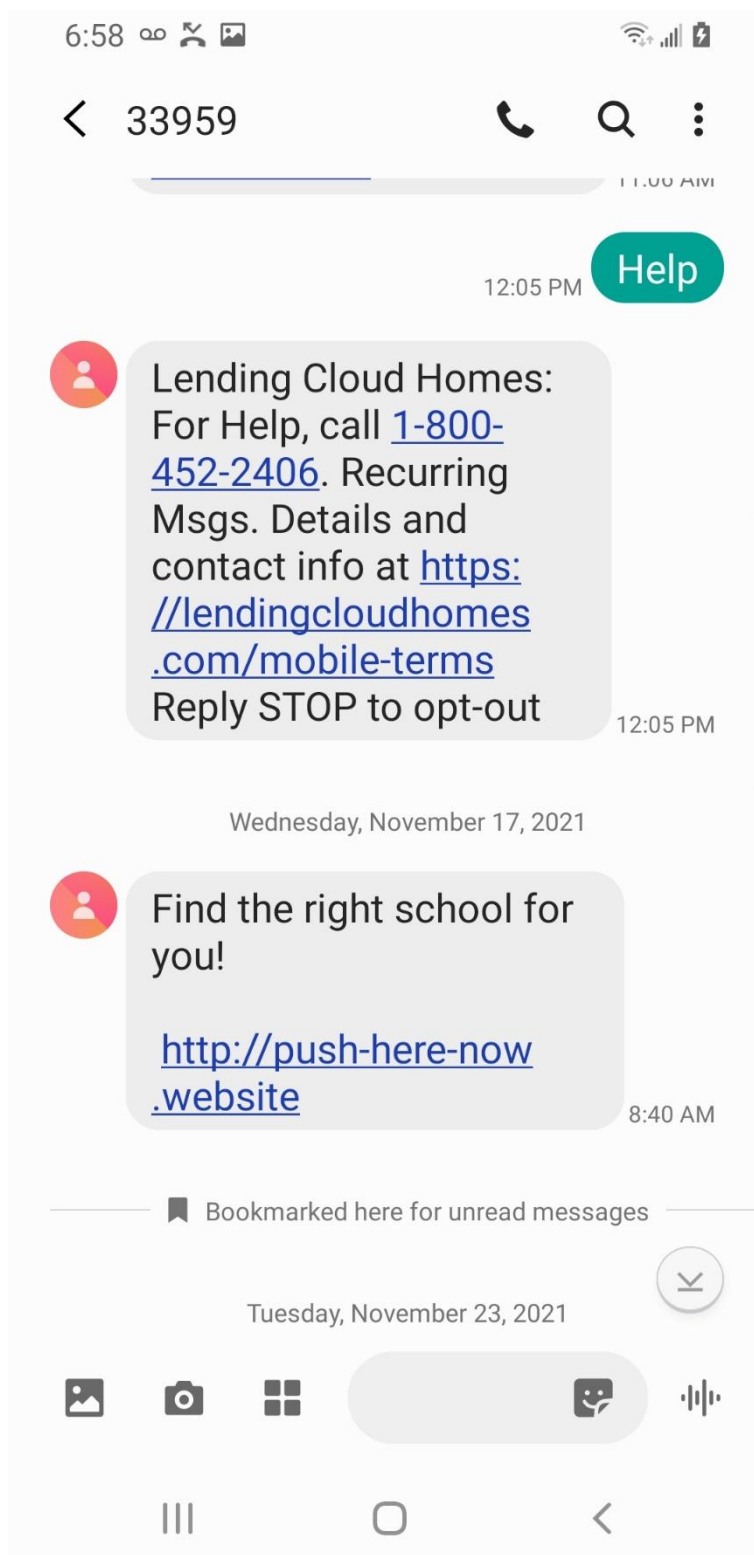 6:58
33959
11:06 AM
Help
12:05 PM
Lending Cloud Homes:
For Help, call 1-800-
452-2406. Recurring
Msgs. Details and
contact info at https:
//lendingcloudhomes
.com/mobile-terms
Reply STOP to opt-out
12:05 PM
Wednesday, November 17, 2021
Find the right school for
you!
http://push-here-now
.website
8:40 AM
Bookmarked here for unread messages
Tuesday, November 23, 2021